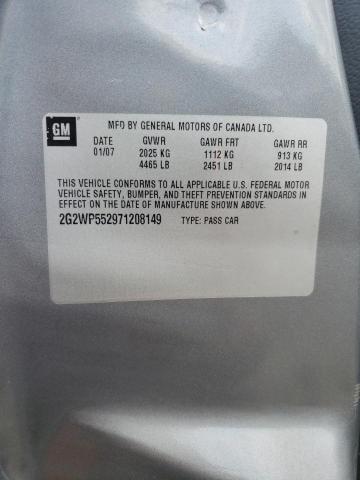 GM
MFD BY GENERAL MOTORS OF CANADA LTD.
DATE GVWR GAWR FRT GAWR RR
01/07 2025 KG 1112 KG 913 KG
4465 LB 2451 LB 2014 LB
THIS VEHICLE CONFORMS TO ALL APPLICABLE U.S. FEDERAL MOTOR
VEHICLE SAFETY, BUMPER, AND THEFT PREVENTION STANDARDS
IN EFFECT ON THE DATE OF MANUFACTURE SHOWN ABOVE.
2G2WP552971208149 TYPE: PASS CAR